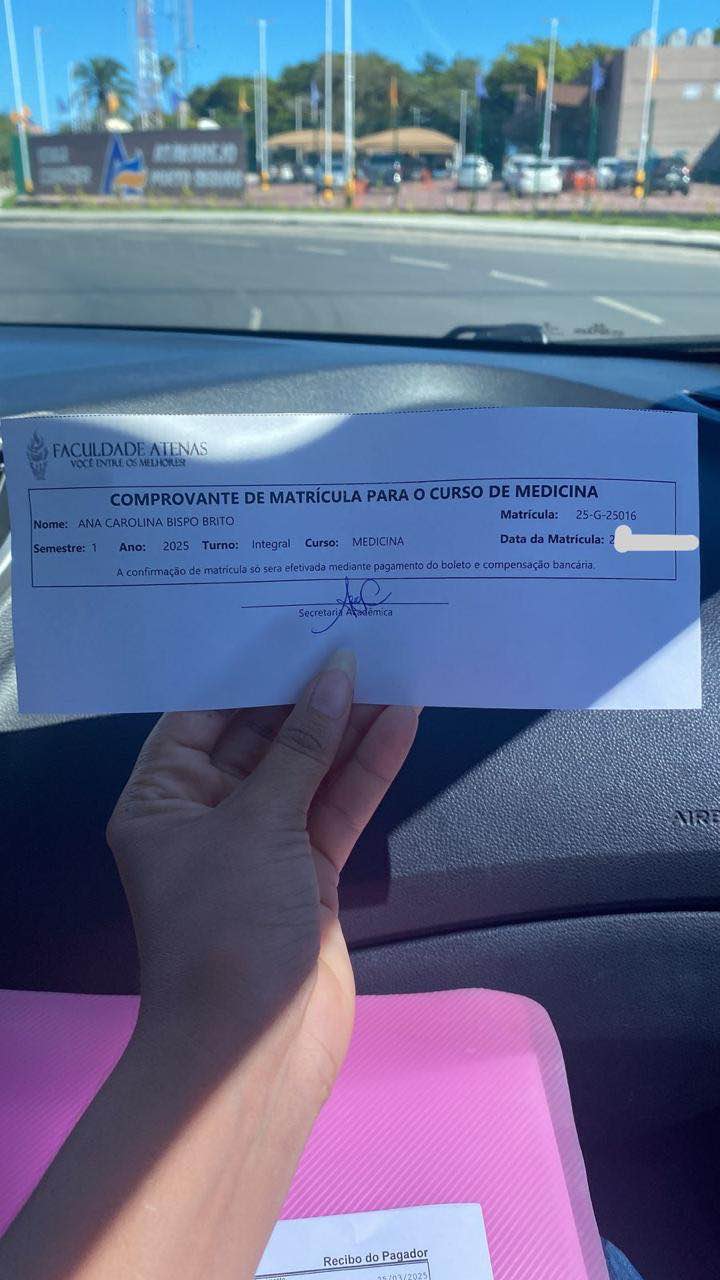 ATAKAREJO
FACULDADE ATENAS
VOCÊ ENTRE OS MELHORES!
COMPROVANTE DE MATRÍCULA PARA O CURSO DE MEDICINA
Nome: ANA CAROLINA BISPO BRITO Matrícula: 25-G-25016
Semestre: 1 Ano: 2025 Turno: Integral Curso: MEDICINA Data da Matrícula: 2
A confirmação de matrícula só será efetivada mediante pagamento do boleto e compensação bancária.
Secretaria Acadêmica
AIRB
Recibo do Pagador
25/03/2025